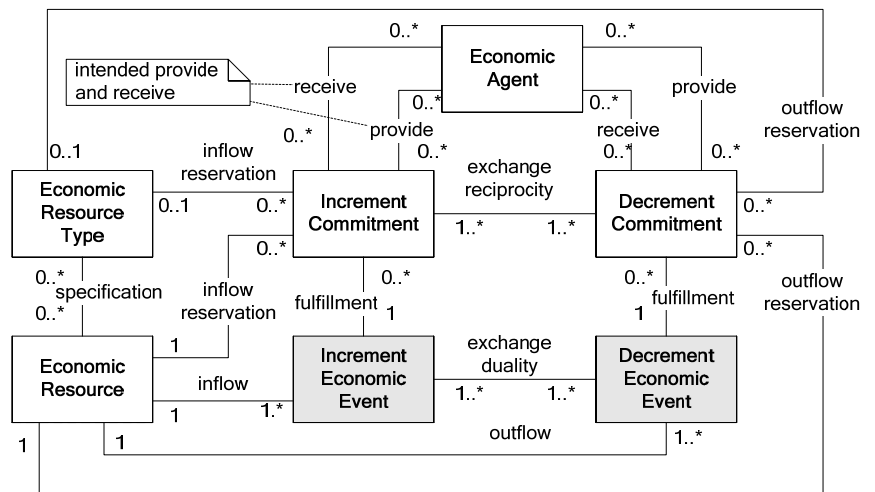 0..*
0..*
Economic
Agent
intended provide
and receive
receive
provide
0..*
0..*
outflow
reservation
0..*
provide
receive
0..1
inflow
reservation
0..*
0..*
0..*
exchange
reciprocity
Economic
Resource
Type
0..1
0..*
Increment
Commitment
1..*
1..*
Decrement
Commitment
0..*
0..*
0..*
0..*
specification
0..*
inflow
reservation
0..*
fulfillment
1
0..*
fulfillment
1
outflow
reservation
1
Economic
Resource
inflow
1
1.*
Increment
Economic
Event
exchange
duality
1..*
1..*
Decrement
Economic
Event
1
1
outflow
1..*